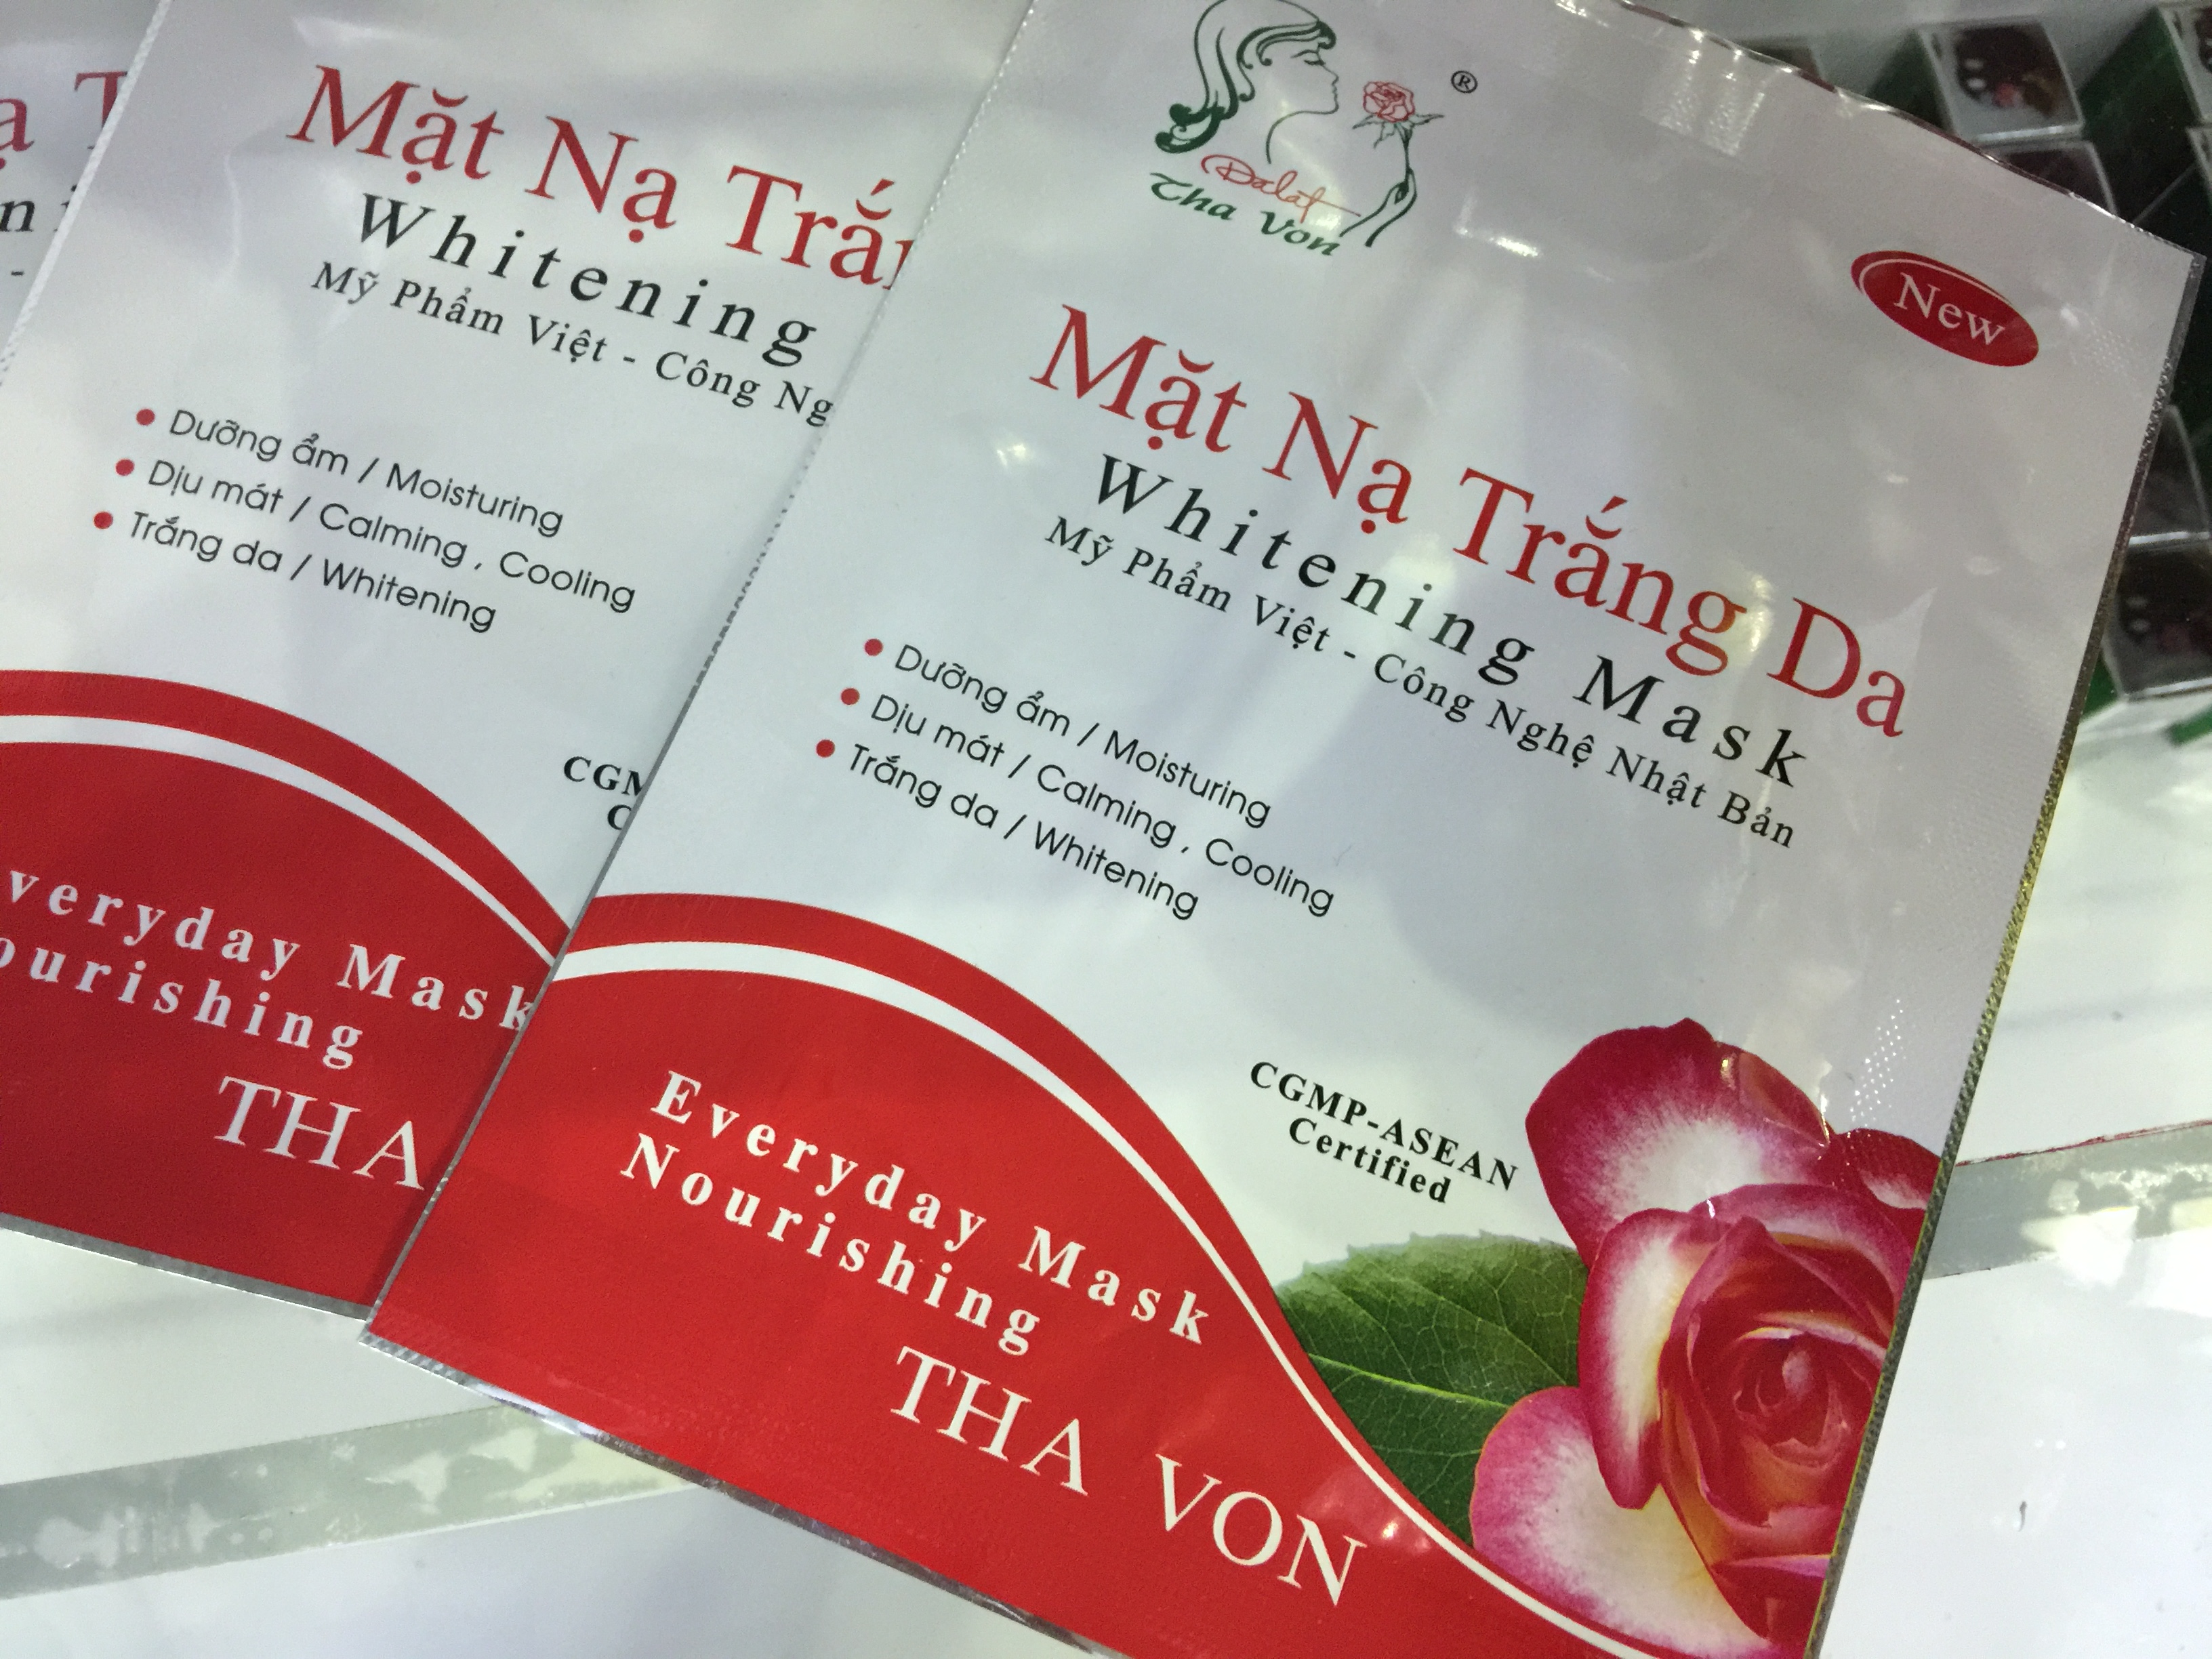 ạ T
Mặt Nạ Trắn
Whitening
Mỹ Phẩm Việt - Công Ng
Dưỡng ẩm / Moisturing
Dịu mát / Calming , Cooling
Trắng da / Whitening
CGM
C
veryday Mask
ourishing
THA
®
Dalat
Tha Von
New
Mặt Nạ Trắng Da
Whitening Mask
Mỹ Phẩm Việt - Công Nghệ Nhật Bản
Dưỡng ẩm / Moisturing
Dịu mát / Calming , Cooling
Trắng da / Whitening
CGMP-ASEAN
Certified
Everyday Mask
Nourishing
THA VON